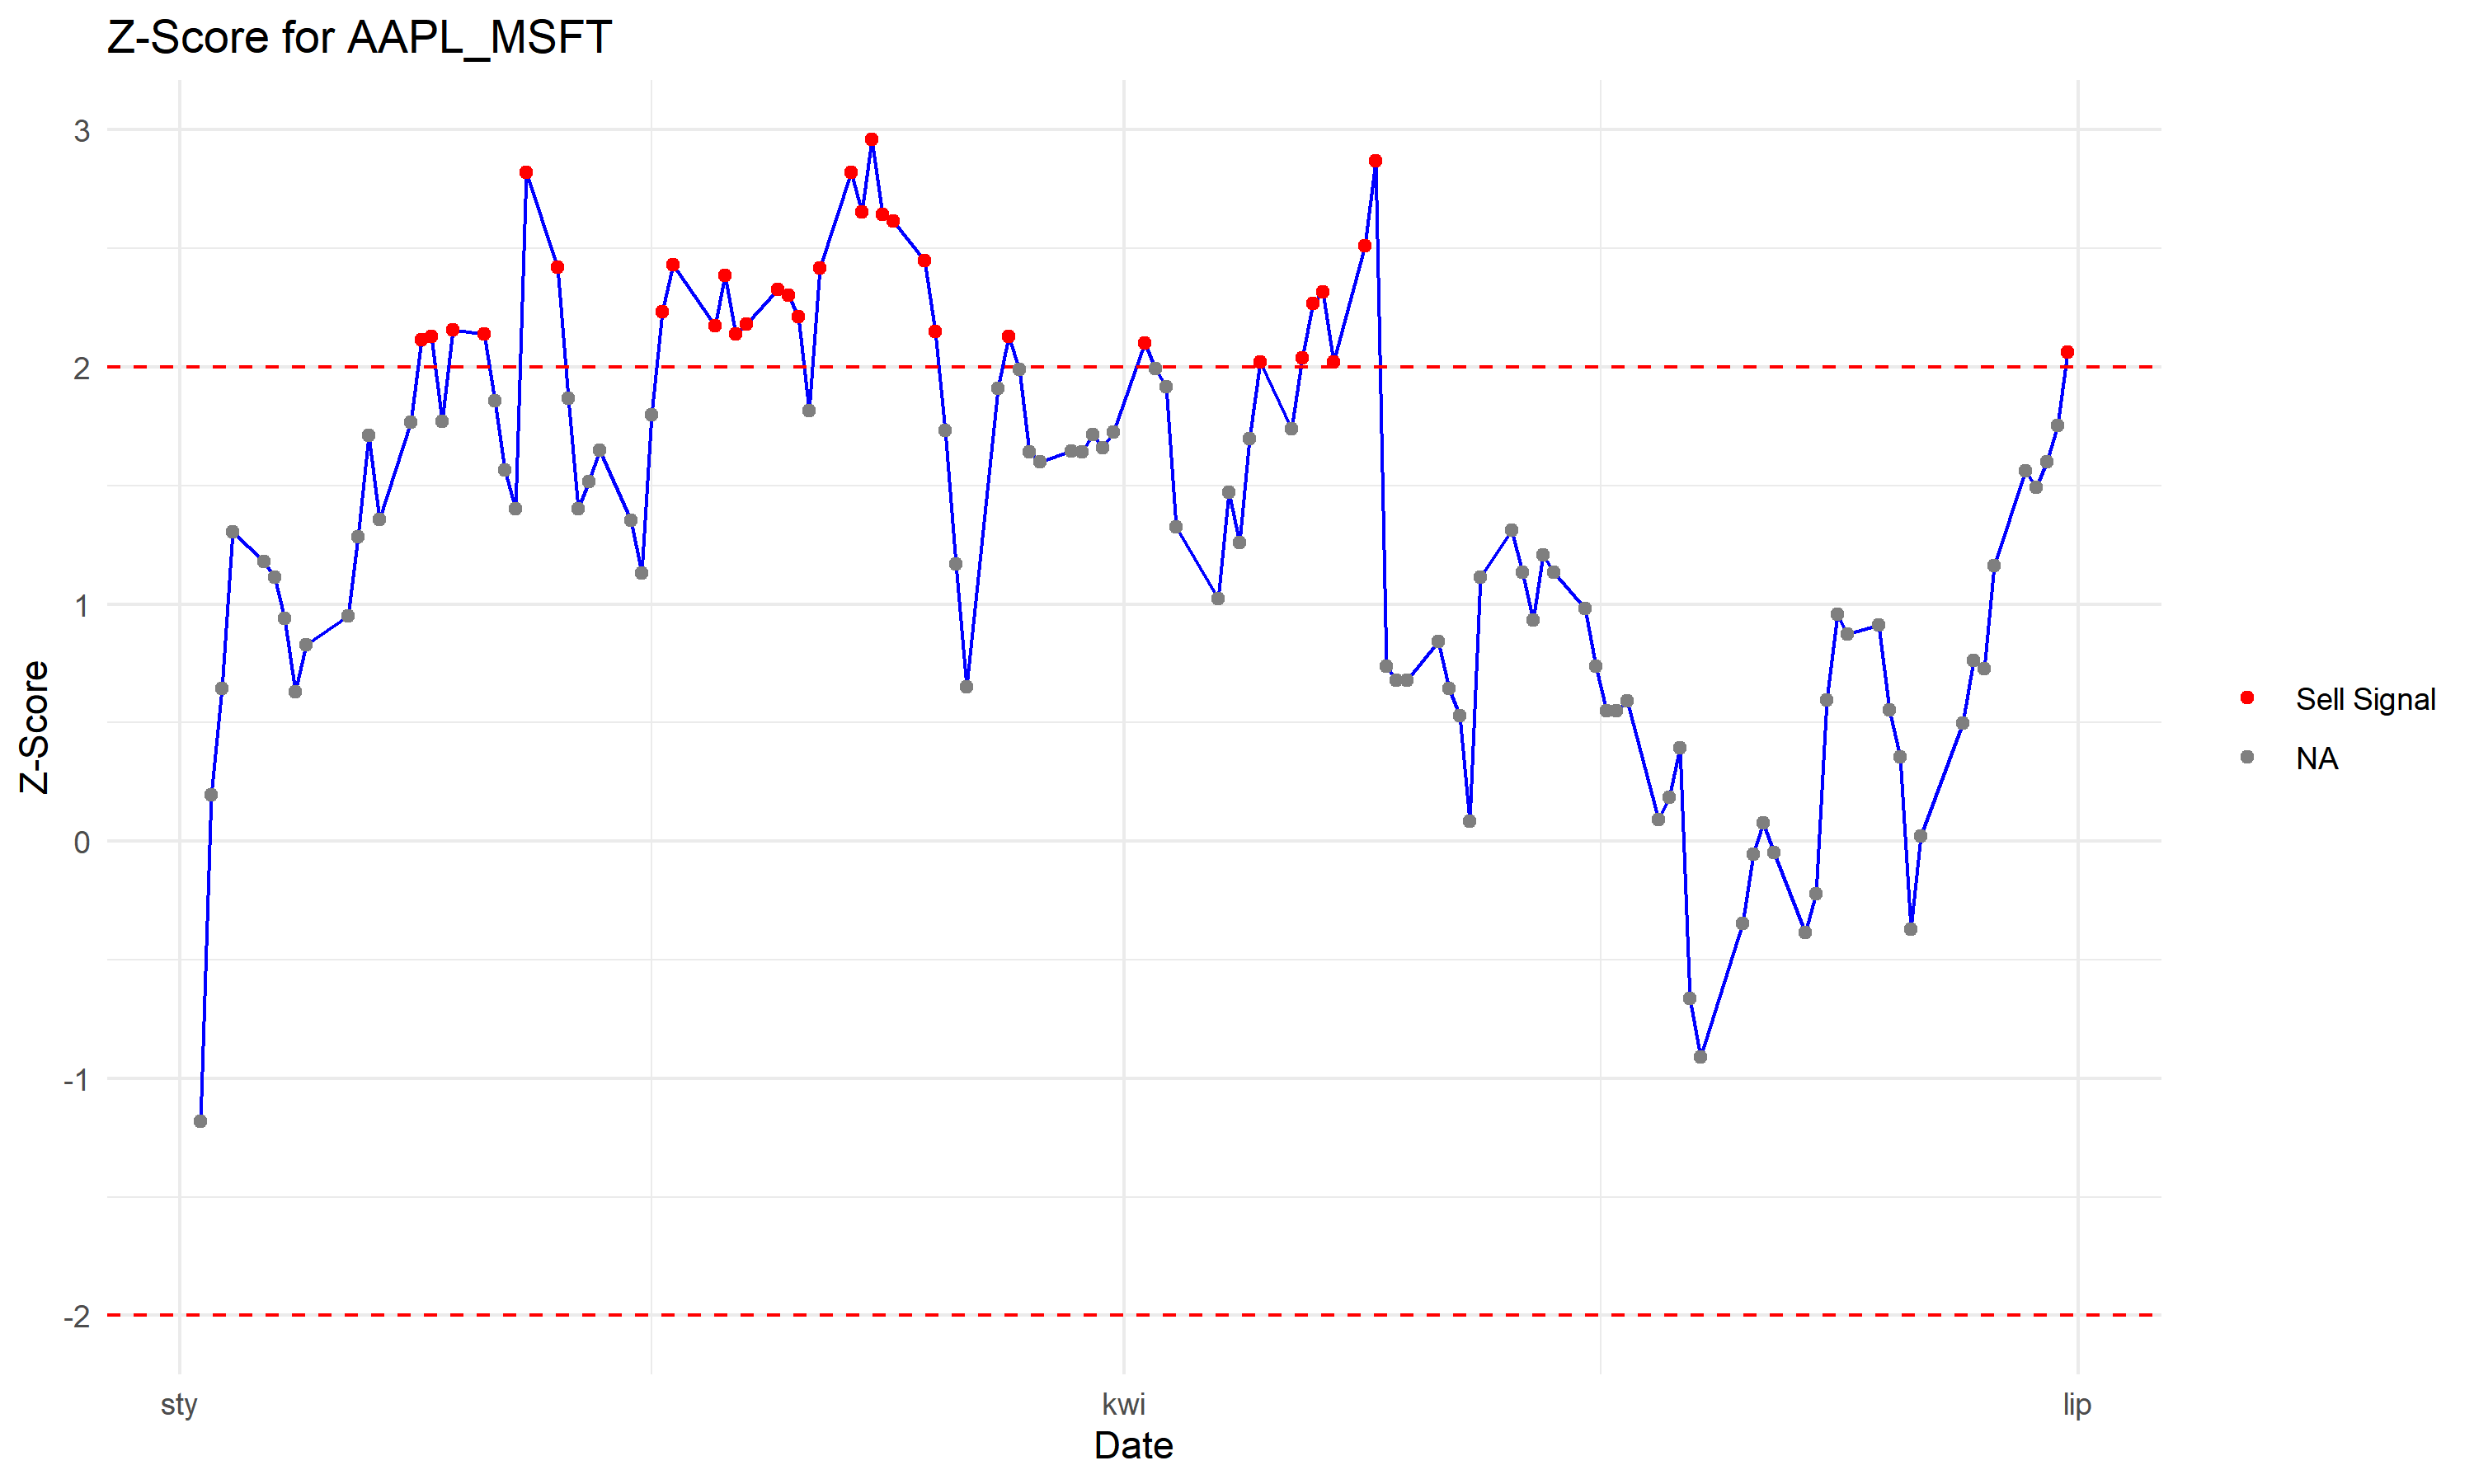 Z-Score for AAPL_MSFT
3
2
1
0
-1
-2
Z-Score
sty
kwi
lip
Date
Sell Signal
NA